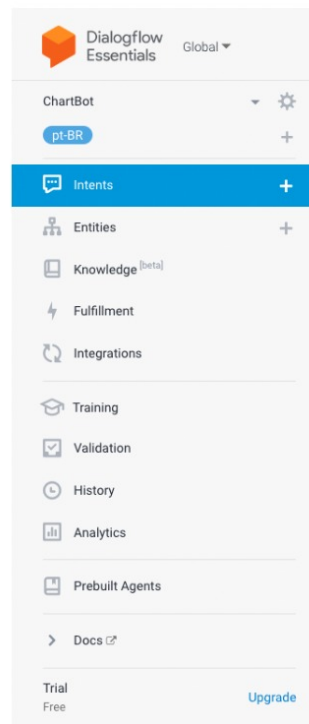 Dialogflow
Essentials
Global
ChartBot
pt-BR
Intents
Entities
Knowledge [beta]
Fulfillment
Integrations
Training
Validation
History
Analytics
Prebuilt Agents
Docs
Trial
Free
Upgrade